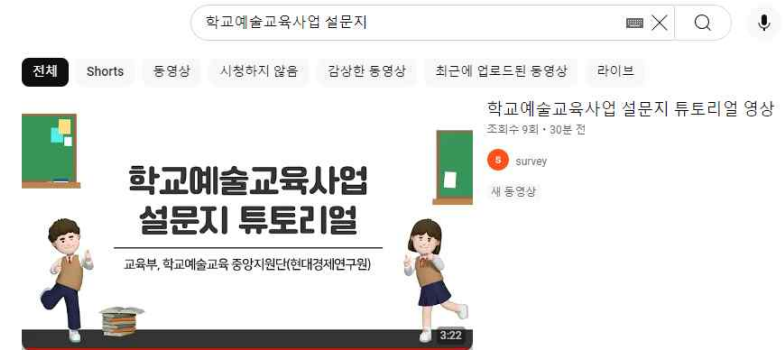 학교예술교육사업 설문지
전체 Shorts 동영상 시청하지 않음 감상한 동영상 최근에 업로드된 동영상 라이브
학교예술교육사업
설문지 튜토리얼
교육부, 학교예술교육 중앙지원단(현대경제연구원)
3:22
학교예술교육사업 설문지 튜토리얼 영상
조회수 9회 • 30분 전
S survey
새 동영상